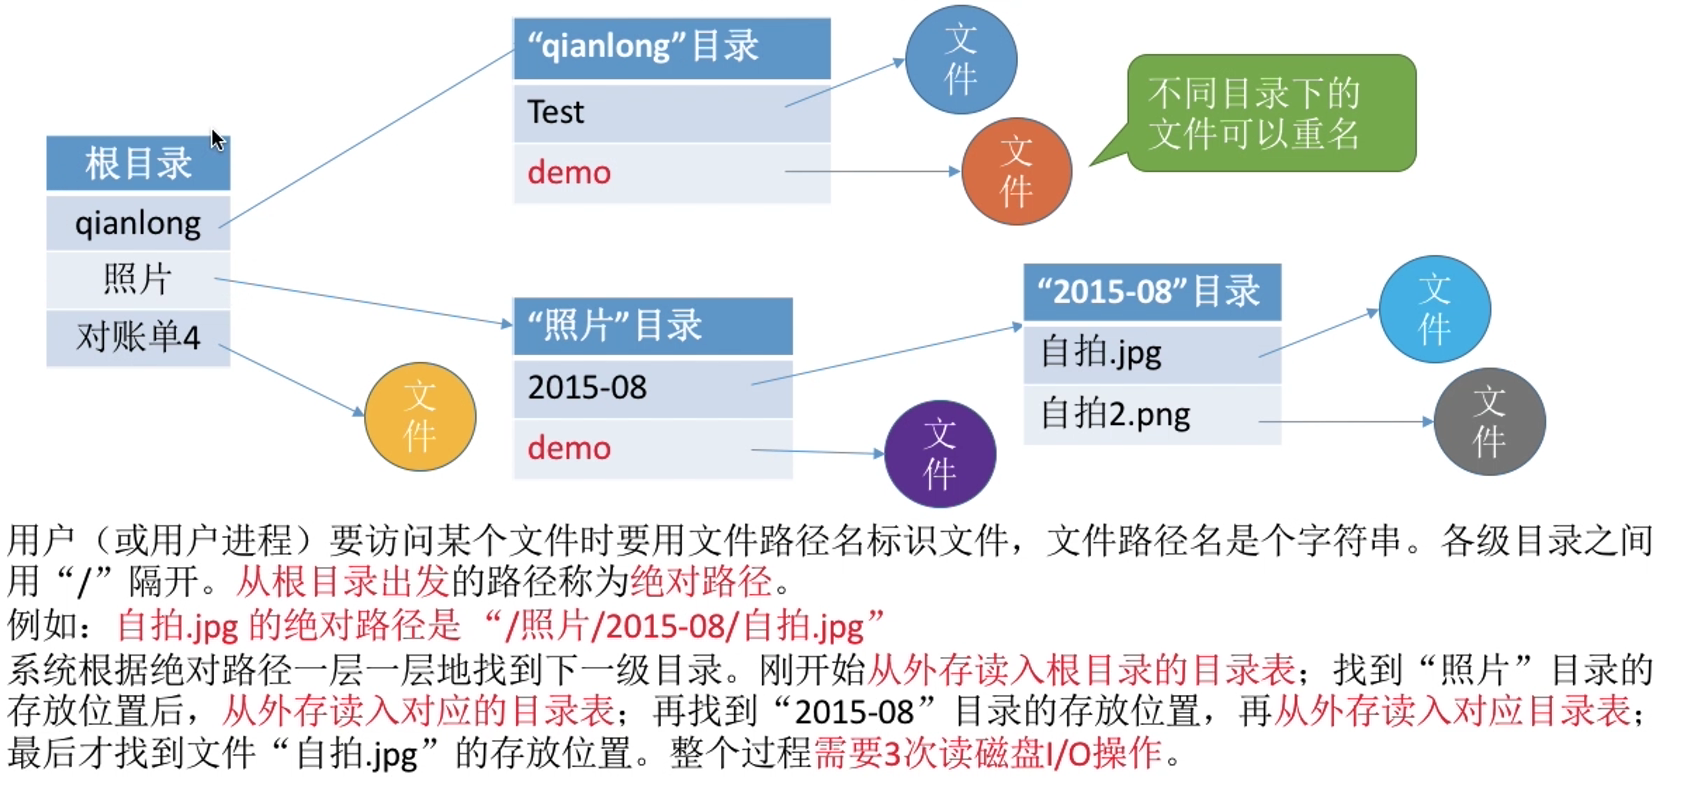 根目录
qianlong
照片
对账单4
文
件
“qianlong”目录
Test
demo
文
件
文
件
不同目录下的
文件可以重名
“照片”目录
2015-08
demo
文
件
“2015-08”目录
自拍.jpg
自拍2.png
文
件
文
件
用户（或用户进程）要访问某个文件时要用文件路径名标识文件，文件路径名是个字符串。各级目录之间
用“/”隔开。从根目录出发的路径称为绝对路径。
例如：自拍.jpg 的绝对路径是 “/照片/2015-08/自拍.jpg”
系统根据绝对路径一层一层地找到下一级目录。刚开始从外存读入根目录的目录表；找到“照片”目录的
存放位置后，从外存读入对应的目录表；再找到“2015-08”目录的存放位置，再从外存读入对应目录表；
最后才找到文件“自拍.jpg”的存放位置。整个过程需要3次读磁盘I/O操作。